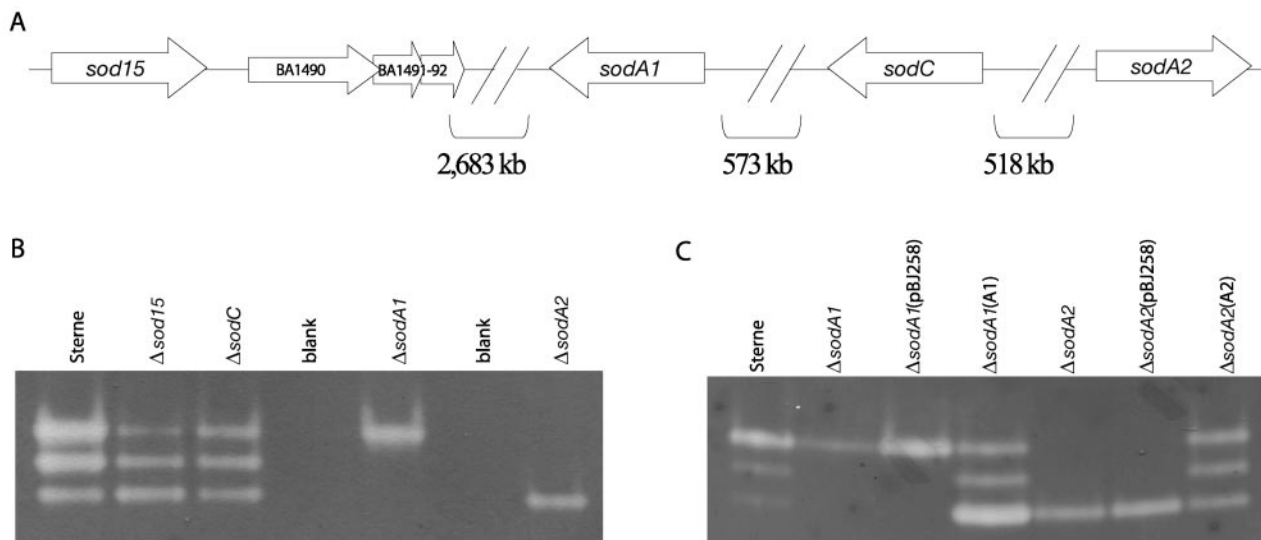 A
sod15
BA1490
BA1491-92
sodA1
sodC
sodA2
2,683 kb
573 kb
518 kb
B
Sterne
Δsod15
ΔsodC
blank
ΔsodA1
blank
ΔsodA2
C
Sterne
ΔsodA1
ΔsodA1(pBJ258)
ΔsodA1(A1)
ΔsodA2
ΔsodA2(pBJ258)
ΔsodA2(A2)